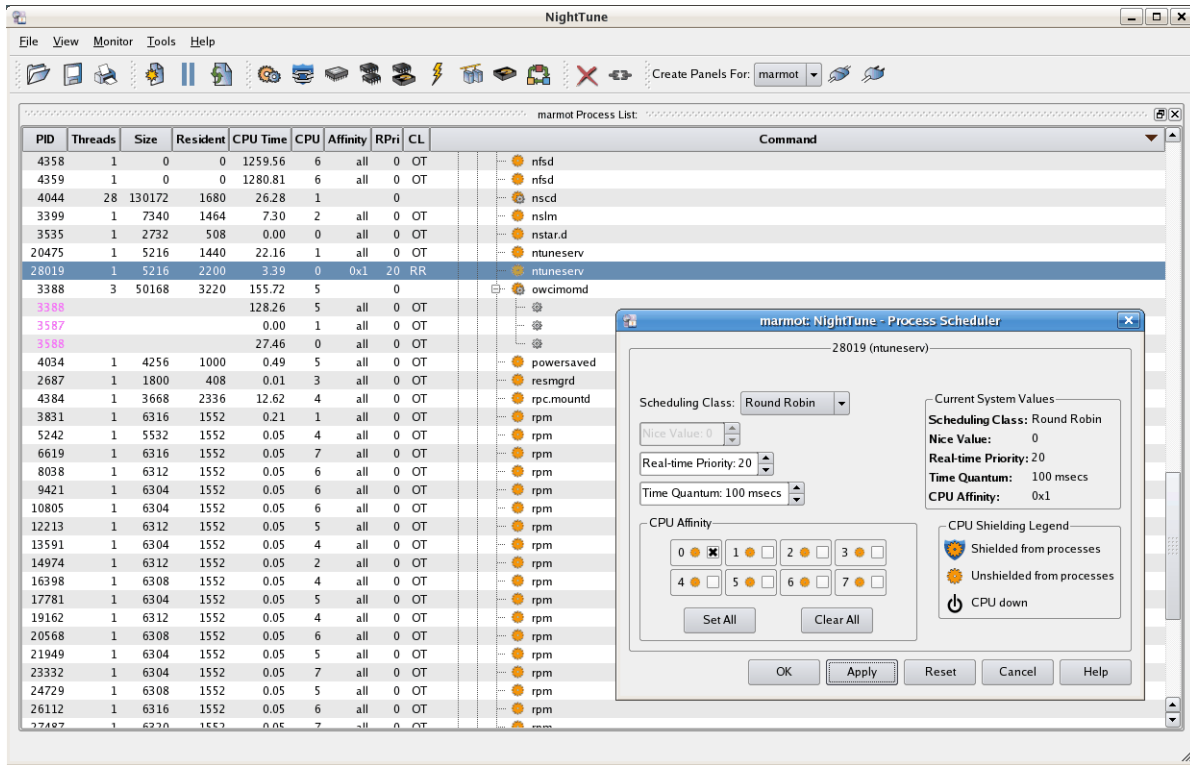 NightTune
File View Monitor Tools Help
Create Panels For: marmot
marmot Process List:
PID Threads Size Resident CPU Time CPU Affinity RPri CL Command
4358 1 0 0 1259.56 6 all 0 OT nfsd
4359 1 0 0 1280.81 6 all 0 OT nfsd
4044 28 130172 1680 26.28 1 0 nscd
3399 1 7340 1464 7.30 2 all 0 OT nslm
3535 1 2732 508 0.00 0 all 0 OT nstar.d
20475 1 5216 1440 22.16 1 all 0 OT ntuneserv
28019 1 5216 2200 3.39 0 0x1 20 RR ntuneserv
3388 3 50168 3220 155.72 5 0 owcimomd
3388 128.26 5 all 0 OT
3587 0.00 1 all 0 OT
3588 27.46 0 all 0 OT
4034 1 4256 1000 0.49 5 all 0 OT powersaved
2687 1 1800 408 0.01 3 all 0 OT resmgrd
4384 1 3668 2336 12.62 4 all 0 OT rpc.mountd
3831 1 6316 1552 0.21 1 all 0 OT rpm
5242 1 5532 1552 0.05 4 all 0 OT rpm
6619 1 6316 1552 0.05 7 all 0 OT rpm
8038 1 6312 1552 0.05 6 all 0 OT rpm
9421 1 6304 1552 0.05 6 all 0 OT rpm
10805 1 6304 1552 0.05 6 all 0 OT rpm
12213 1 6312 1552 0.05 5 all 0 OT rpm
13591 1 6304 1552 0.05 4 all 0 OT rpm
14974 1 6312 1552 0.05 2 all 0 OT rpm
16398 1 6308 1552 0.05 4 all 0 OT rpm
17781 1 6304 1552 0.05 5 all 0 OT rpm
19162 1 6312 1552 0.05 4 all 0 OT rpm
20568 1 6308 1552 0.05 6 all 0 OT rpm
21949 1 6304 1552 0.05 5 all 0 OT rpm
23332 1 6304 1552 0.05 7 all 0 OT rpm
24729 1 6308 1552 0.05 5 all 0 OT rpm
26112 1 6316 1552 0.05 6 all 0 OT rpm
27487 1 6320 1552 0.05 7 all 0 OT rpm
marmot: NightTune - Process Scheduler
28019 (ntuneserv)
Scheduling Class: Round Robin
Nice Value: 0
Real-time Priority: 20
Time Quantum: 100 msecs
Current System Values
Scheduling Class: Round Robin
Nice Value: 0
Real-time Priority: 20
Time Quantum: 100 msecs
CPU Affinity: 0x1
CPU Affinity
0 1 2 3
4 5 6 7
Set All Clear All
CPU Shielding Legend
Shielded from processes
Unshielded from processes
CPU down
OK Apply Reset Cancel Help